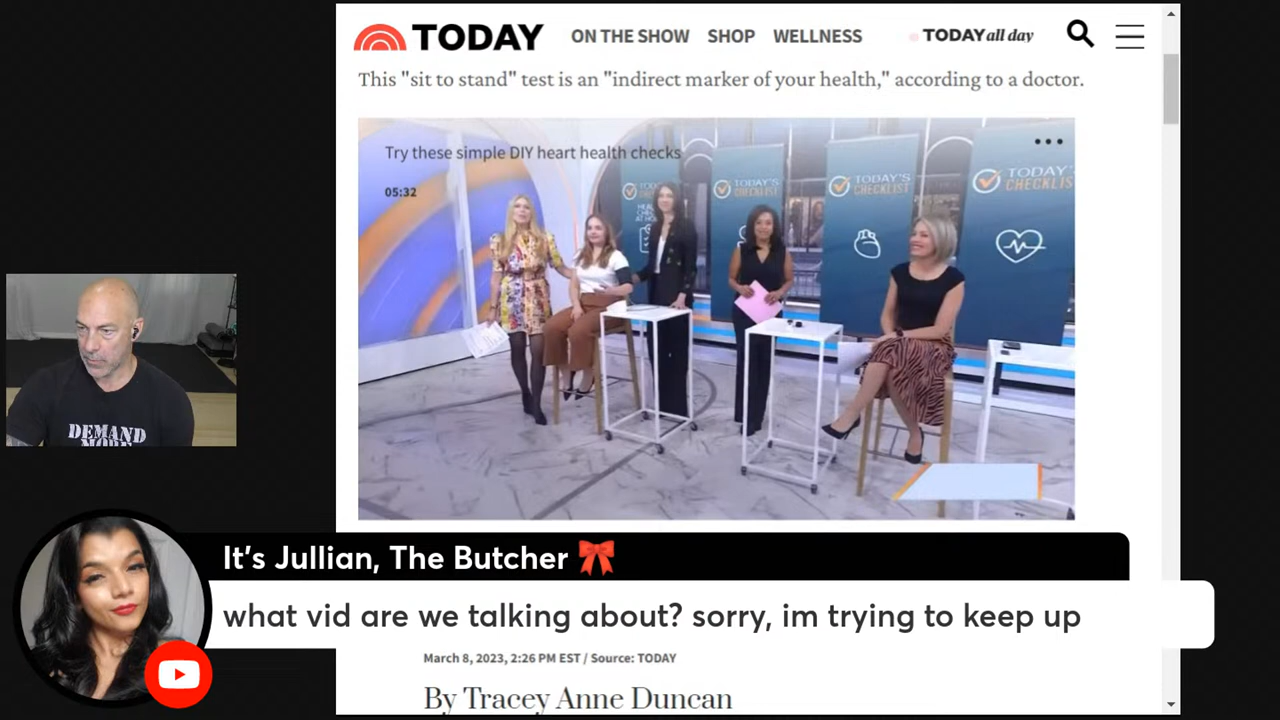 TODAY ON THE SHOW SHOP WELLNESS TODAY all day
This "sit to stand" test is an "indirect marker of your health," according to a doctor.
Try these simple DIY heart health checks
05:32
TODAY'S CHECKLIST
TODAY'S CHECKLIST
TODAY'S CHECKLIST
DEMAND
MORE
It's Jullian, The Butcher
what vid are we talking about? sorry, im trying to keep up
March 8, 2023, 2:26 PM EST / Source: TODAY
By Tracey Anne Duncan